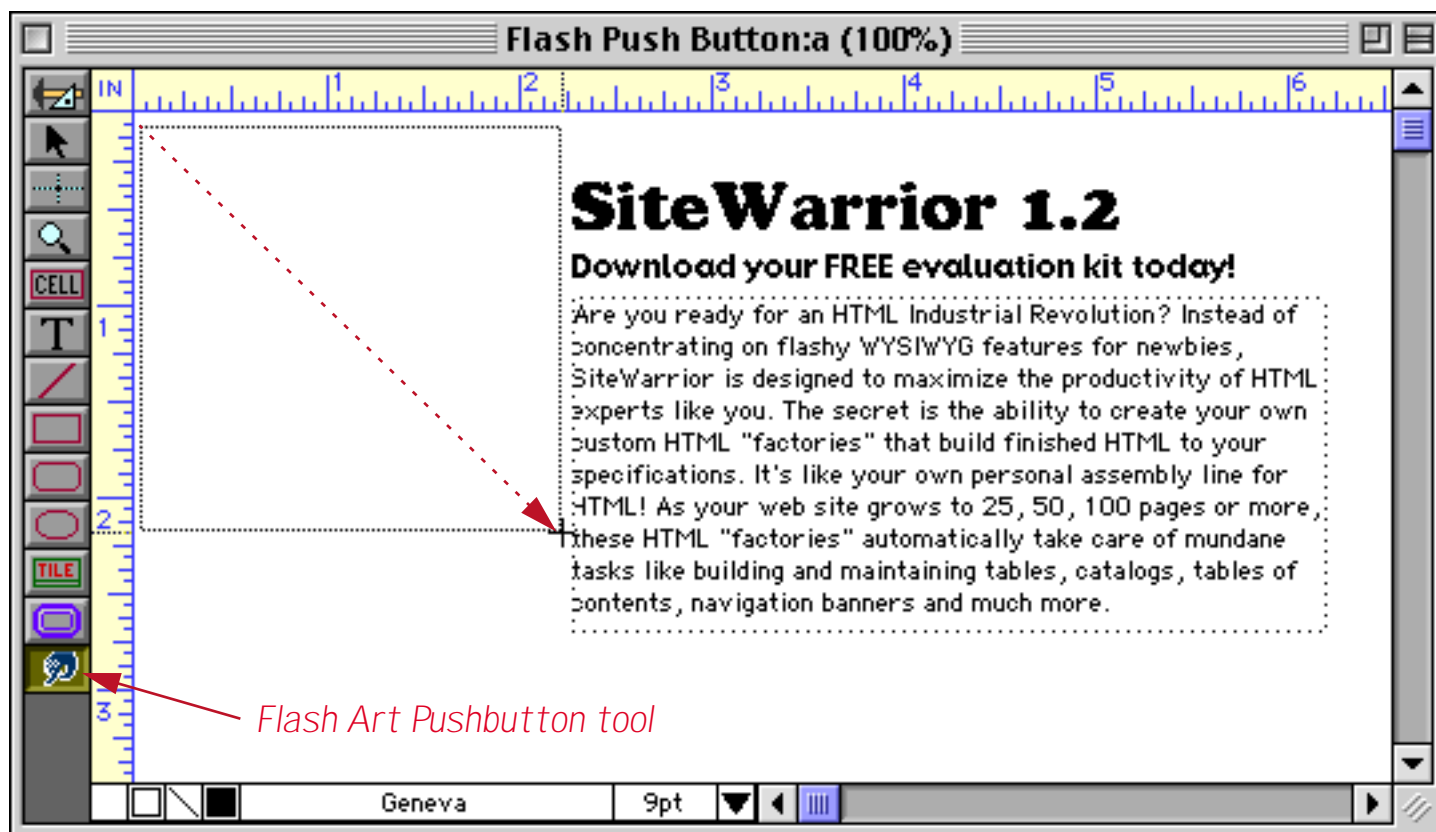 Flash Push Button:a (100%)
IN 1 2 3 4 5 6
SiteWarrior 1.2
Download your FREE evaluation kit today!
Are you ready for an HTML Industrial Revolution? Instead of
concentrating on flashy WYSIWYG features for newbies,
SiteWarrior is designed to maximize the productivity of HTML
experts like you. The secret is the ability to create your own
custom HTML "factories" that build finished HTML to your
specifications. It's like your own personal assembly line for
HTML! As your web site grows to 25, 50, 100 pages or more,
these HTML "factories" automatically take care of mundane
tasks like building and maintaining tables, catalogs, tables of
contents, navigation banners and much more.
CELL
T
1
2
TILE
3
Flash Art Pushbutton tool
Geneva 9pt